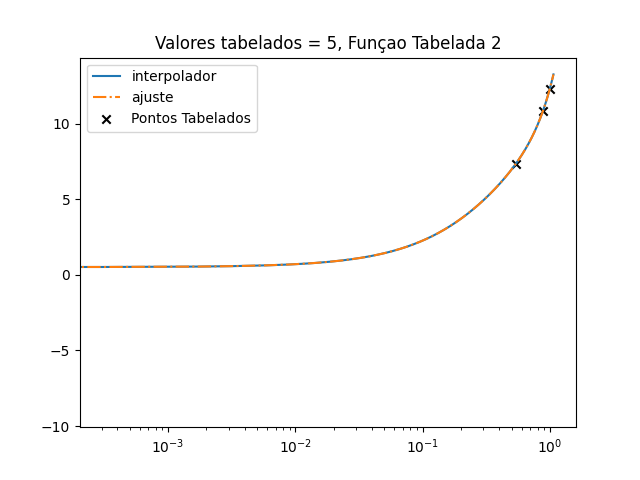 Valores tabelados = 5, Funçao Tabelada 2
interpolador
ajuste
Pontos Tabelados
10
5
0
−5
−10
10⁻³ 10⁻² 10⁻¹ 10⁰